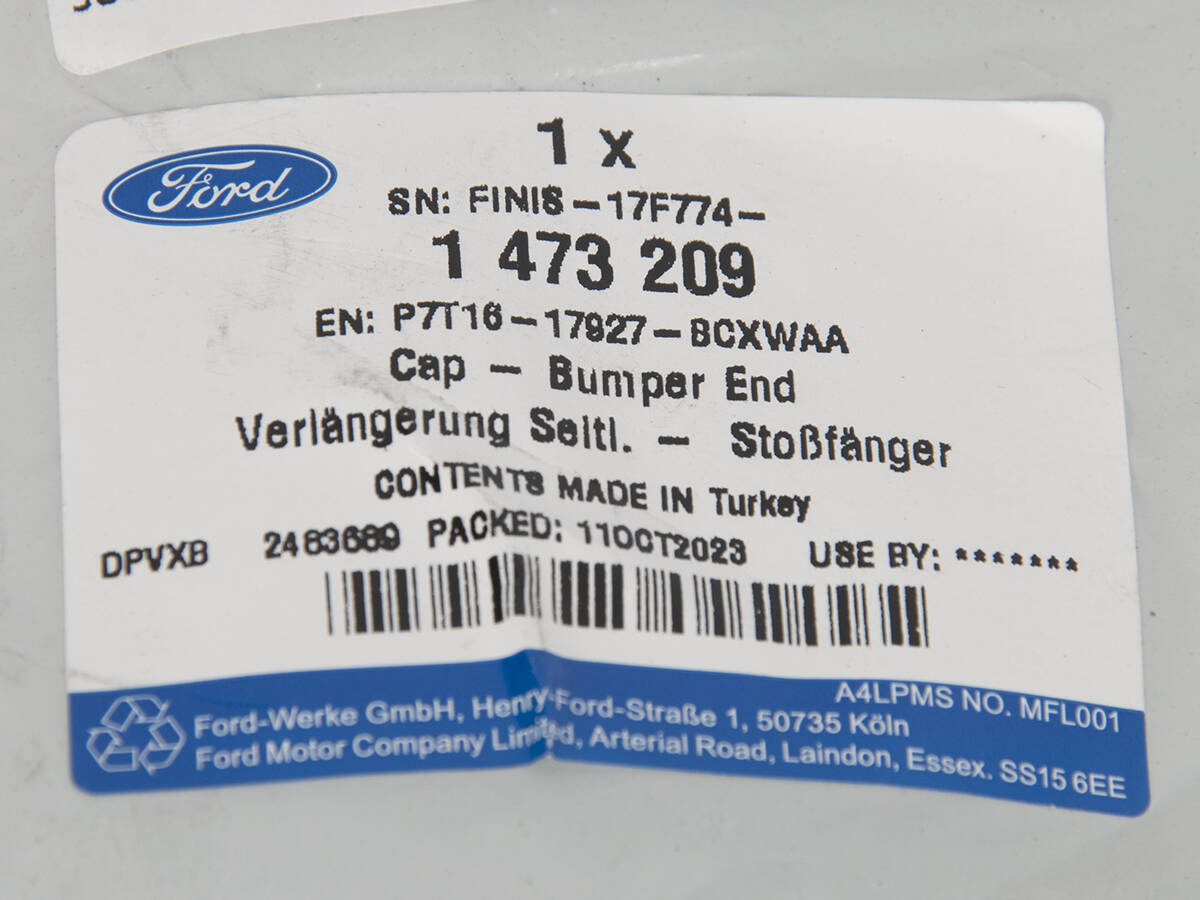 Ford
1 x
SN: FINIS-17F774-
1 473 209
EN: P7T16-17927-BCXWAA
Cap - Bumper End
Verlängerung Seitl. - Stoßfänger
CONTENTS MADE IN Turkey
DPVXB 2483689 PACKED: 11OCT2023 USE BY: *******
A4LPMS NO. MFL001
Ford-Werke GmbH, Henry-Ford-Straße 1, 50735 Köln
Ford Motor Company Limited, Arterial Road, Laindon, Essex. SS15 6EE